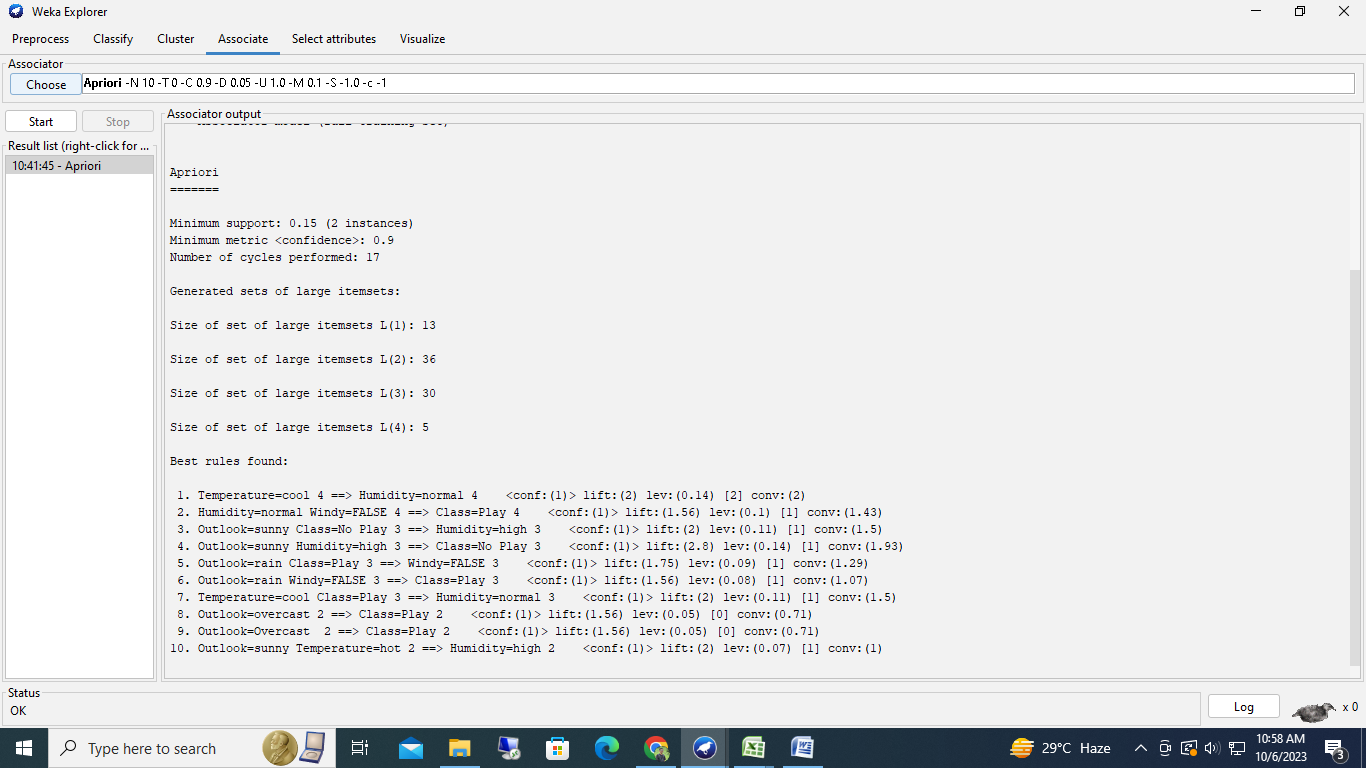 Weka Explorer
Preprocess Classify Cluster Associate Select attributes Visualize
Associator
Choose Apriori -N 10 -T 0 -C 0.9 -D 0.05 -U 1.0 -M 0.1 -S -1.0 -c -1
Start Stop
Associator output
Result list (right-click for ...
10:41:45 - Apriori
Apriori
=======
Minimum support: 0.15 (2 instances)
Minimum metric <confidence>: 0.9
Number of cycles performed: 17
Generated sets of large itemsets:
Size of set of large itemsets L(1): 13
Size of set of large itemsets L(2): 36
Size of set of large itemsets L(3): 30
Size of set of large itemsets L(4): 5
Best rules found:
1. Temperature=cool 4 ==> Humidity=normal 4    <conf:(1)> lift:(2) lev:(0.14) [2] conv:(2)
2. Humidity=normal Windy=FALSE 4 ==> Class=Play 4    <conf:(1)> lift:(1.56) lev:(0.1) [1] conv:(1.43)
3. Outlook=sunny Class=No Play 3 ==> Humidity=high 3    <conf:(1)> lift:(2) lev:(0.11) [1] conv:(1.5)
4. Outlook=sunny Humidity=high 3 ==> Class=No Play 3    <conf:(1)> lift:(2.8) lev:(0.14) [1] conv:(1.93)
5. Outlook=rain Class=Play 3 ==> Windy=FALSE 3    <conf:(1)> lift:(1.75) lev:(0.09) [1] conv:(1.29)
6. Outlook=rain Windy=FALSE 3 ==> Class=Play 3    <conf:(1)> lift:(1.56) lev:(0.08) [1] conv:(1.07)
7. Temperature=cool Class=Play 3 ==> Humidity=normal 3    <conf:(1)> lift:(2) lev:(0.11) [1] conv:(1.5)
8. Outlook=overcast 2 ==> Class=Play 2    <conf:(1)> lift:(1.56) lev:(0.05) [0] conv:(0.71)
9. Outlook=Overcast  2 ==> Class=Play 2    <conf:(1)> lift:(1.56) lev:(0.05) [0] conv:(0.71)
10. Outlook=sunny Temperature=hot 2 ==> Humidity=high 2    <conf:(1)> lift:(2) lev:(0.07) [1] conv:(1)
Status
OK
Log
x 0
Type here to search
29°C Haze
10:58 AM
10/6/2023
3